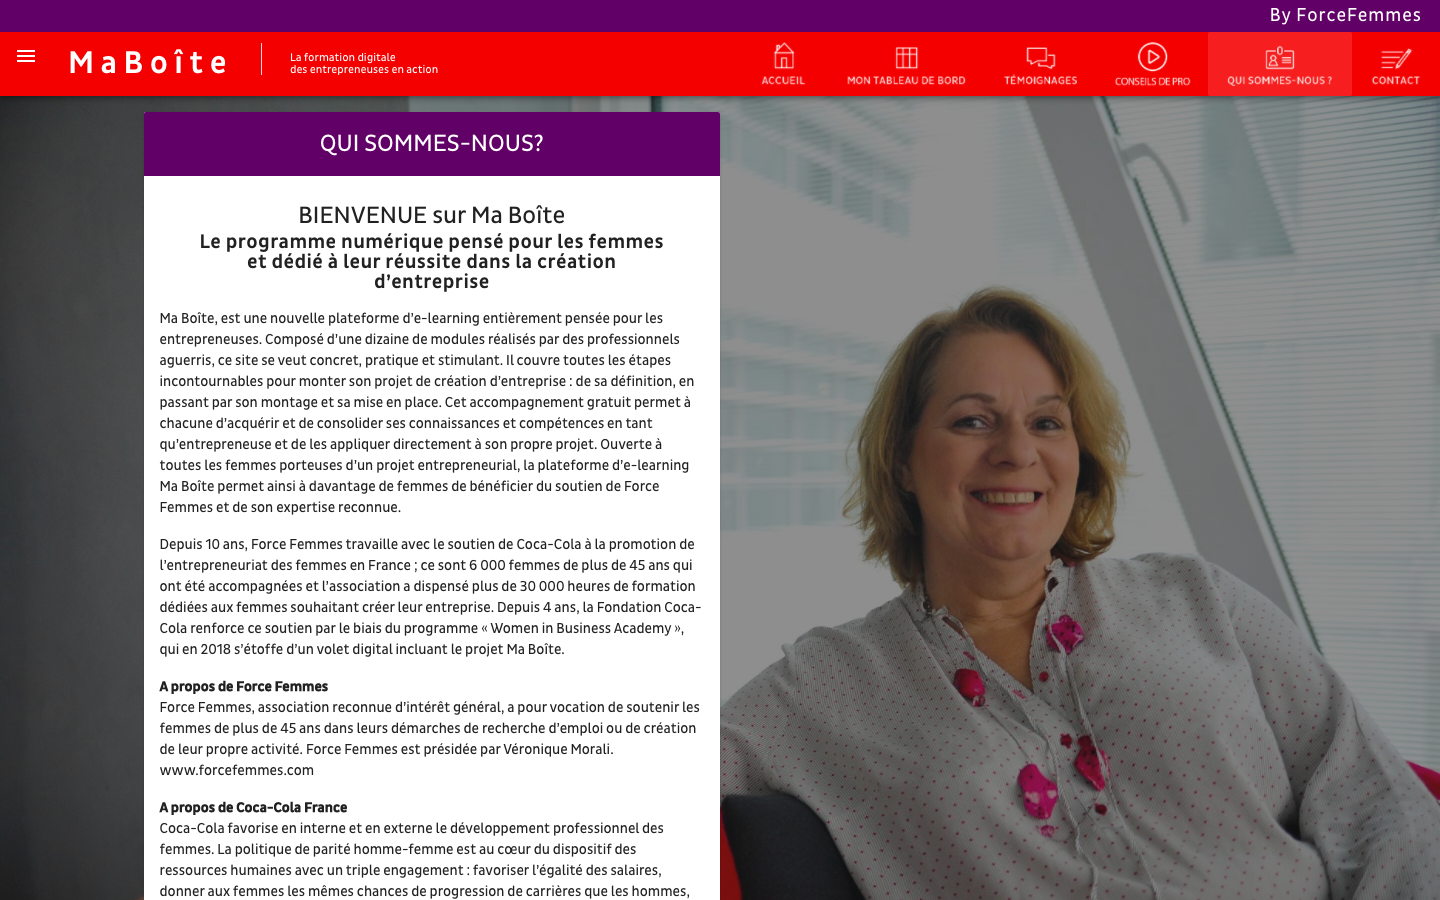 By ForceFemmes
MaBoîte
La formation digitale
des entrepreneuses en action
ACCUEIL
MON TABLEAU DE BORD
TÉMOIGNAGES
CONSEILS DE PRO
QUI SOMMES-NOUS ?
CONTACT
QUI SOMMES-NOUS?
BIENVENUE sur Ma Boîte
Le programme numérique pensé pour les femmes
et dédié à leur réussite dans la création
d’entreprise
Ma Boîte, est une nouvelle plateforme d’e-learning entièrement pensée pour les
entrepreneuses. Composé d’une dizaine de modules réalisés par des professionnels
aguerris, ce site se veut concret, pratique et stimulant. Il couvre toutes les étapes
incontournables pour monter son projet de création d’entreprise : de sa définition, en
passant par son montage et sa mise en place. Cet accompagnement gratuit permet à
chacune d’acquérir et de consolider ses connaissances et compétences en tant
qu’entrepreneuse et de les appliquer directement à son propre projet. Ouverte à
toutes les femmes porteuses d’un projet entrepreneurial, la plateforme d’e-learning
Ma Boîte permet ainsi à davantage de femmes de bénéficier du soutien de Force
Femmes et de son expertise reconnue.
Depuis 10 ans, Force Femmes travaille avec le soutien de Coca-Cola à la promotion de
l’entrepreneuriat des femmes en France ; ce sont 6 000 femmes de plus de 45 ans qui
ont été accompagnées et l’association a dispensé plus de 30 000 heures de formation
dédiées aux femmes souhaitant créer leur entreprise. Depuis 4 ans, la Fondation Coca-
Cola renforce ce soutien par le biais du programme « Women in Business Academy »,
qui en 2018 s’étoffe d’un volet digital incluant le projet Ma Boîte.
A propos de Force Femmes
Force Femmes, association reconnue d’intérêt général, a pour vocation de soutenir les
femmes de plus de 45 ans dans leurs démarches de recherche d’emploi ou de création
de leur propre activité. Force Femmes est présidée par Véronique Morali.
www.forcefemmes.com
A propos de Coca-Cola France
Coca-Cola favorise en interne et en externe le développement professionnel des
femmes. La politique de parité homme-femme est au cœur du dispositif des
ressources humaines avec un triple engagement : favoriser l’égalité des salaires,
donner aux femmes les mêmes chances de progression de carrières que les hommes,